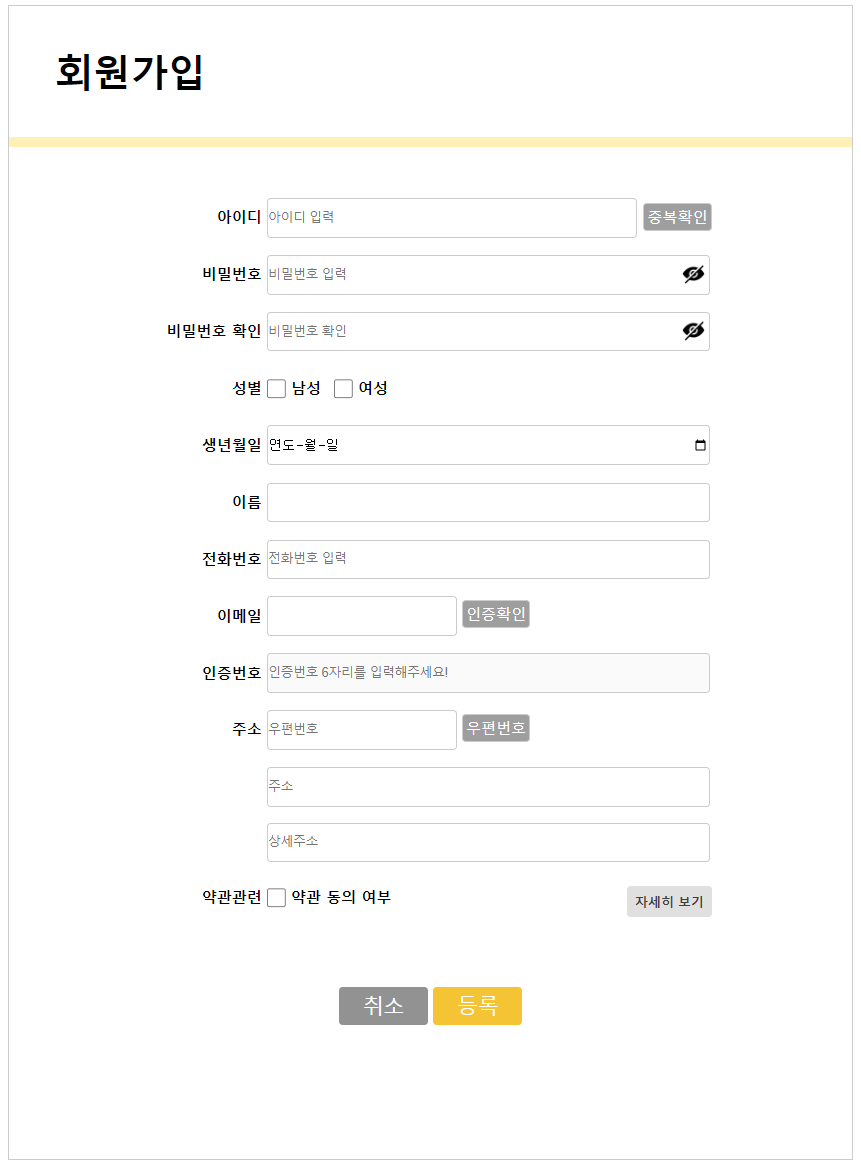 회원가입
아이디 아이디 입력 중복확인
비밀번호 비밀번호 입력
비밀번호 확인 비밀번호 확인
성별 남성 여성
생년월일 연도-월-일
이름
전화번호 전화번호 입력
이메일 인증확인
인증번호 인증번호 6자리를 입력해주세요!
주소 우편번호 우편번호
주소
상세주소
약관관련 약관 동의 여부 자세히 보기
취소 등록